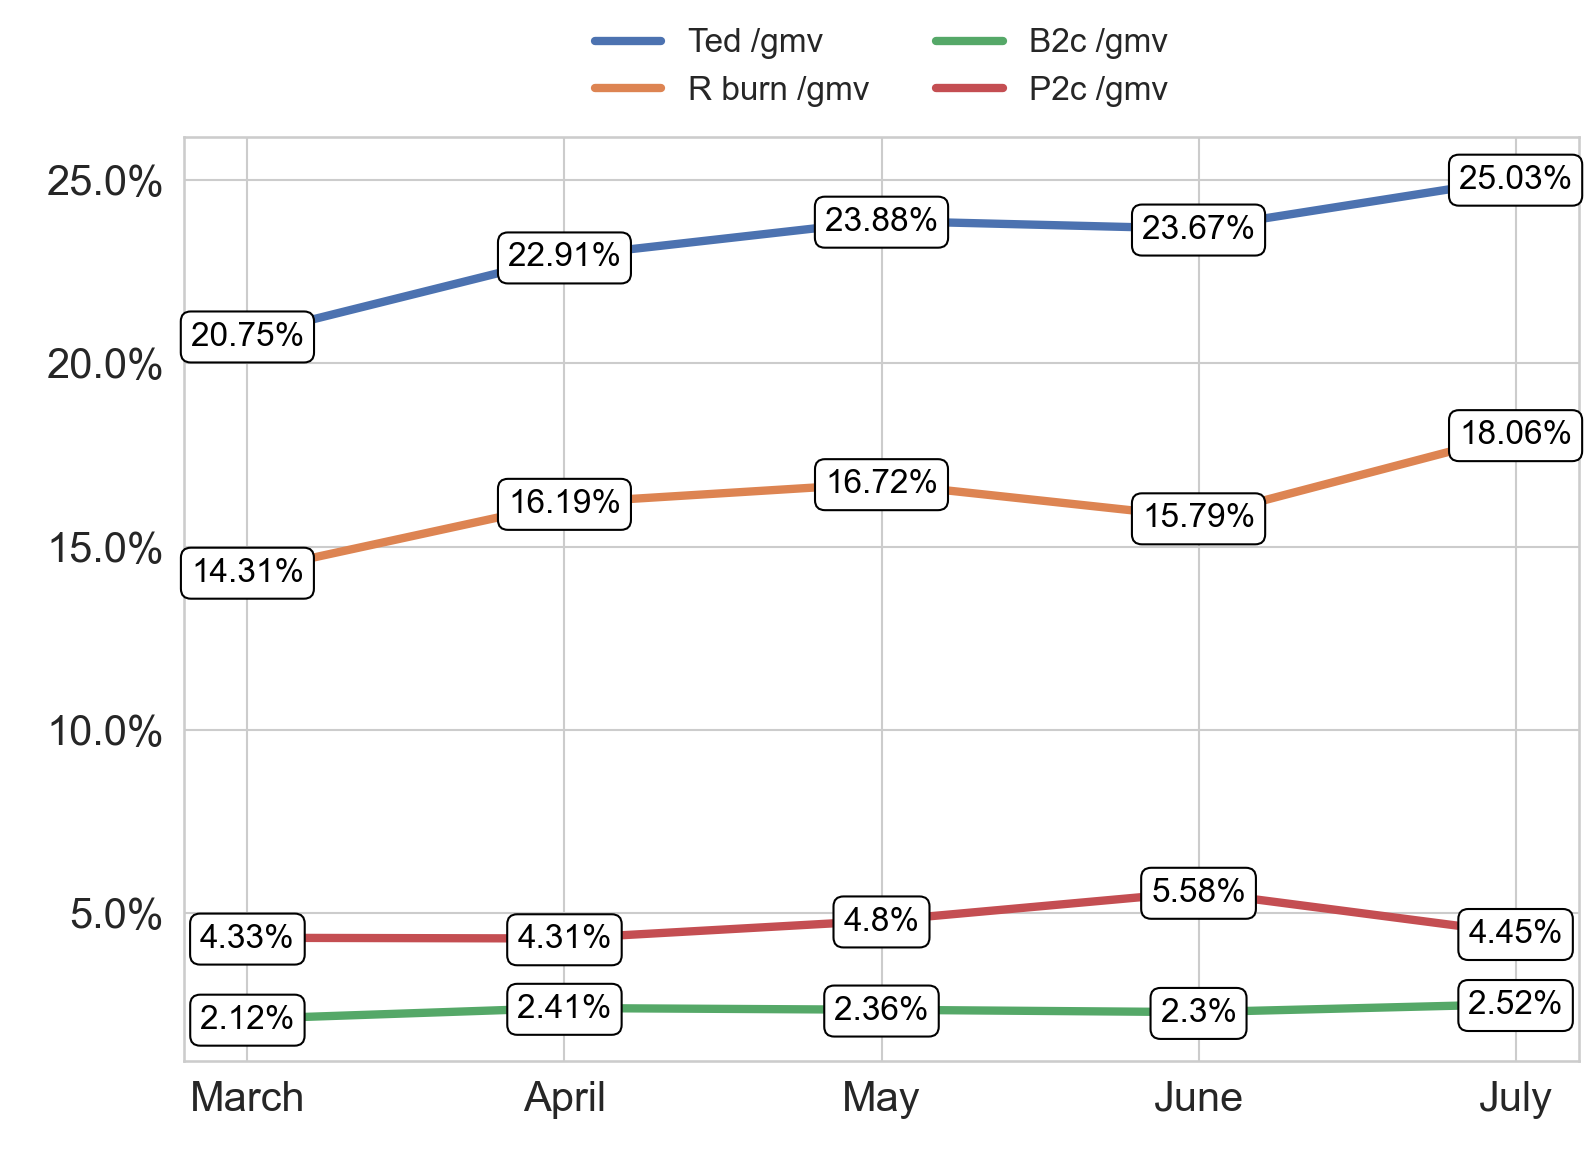 Ted /gmv
B2c /gmv
R burn /gmv
P2c /gmv
25.0%
20.0%
15.0%
10.0%
5.0%
20.75%
22.91%
23.88%
23.67%
25.03%
14.31%
16.19%
16.72%
15.79%
18.06%
4.33%
4.31%
4.8%
5.58%
4.45%
2.12%
2.41%
2.36%
2.3%
2.52%
March
April
May
June
July